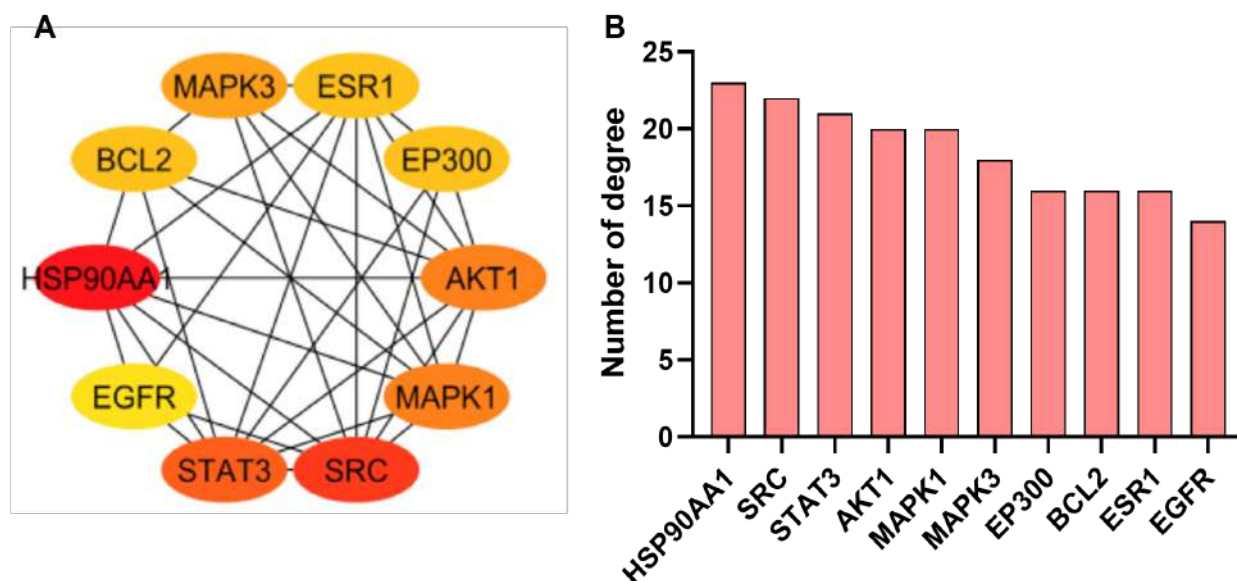 A
MAPK3
ESR1
BCL2
EP300
HSP90AA1
AKT1
EGFR
MAPK1
STAT3
SRC
B
Number of degree
25
20
15
10
5
0
HSP90AA1
SRC
STAT3
AKT1
MAPK1
MAPK3
EP300
BCL2
ESR1
EGFR